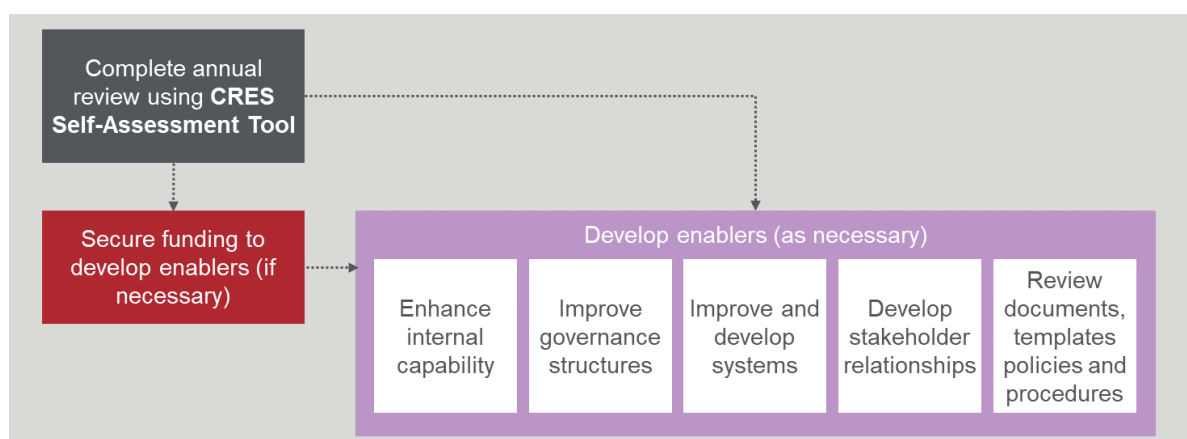 Complete annual
review using CRES
Self-Assessment Tool
Secure funding to
develop enablers (if
necessary)
Develop enablers (as necessary)
Enhance
internal
capability
Improve
governance
structures
Improve and
develop
systems
Develop
stakeholder
relationships
Review
documents,
templates
policies and
procedures